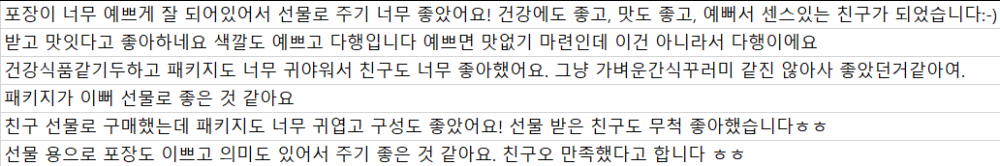 포장이 너무 예쁘게 잘 되어있어서 선물로 주기 너무 좋았어요! 건강에도 좋고, 맛도 좋고, 예뻐서 센스있는 친구가 되었습니다:-)
받고 맛잇다고 좋아하네요 색깔도 예쁘고 다행입니다 예쁘면 맛없기 마련인데 이건 아니라서 다행이에요
건강식품같기두하고 패키지도 너무 귀야워서 친구도 너무 좋아했어요. 그냥 가벼운간식꾸러미 같진 않아사 좋았던거같아여.
패키지가 이뻐 선물로 좋은 것 같아요
친구 선물로 구매했는데 패키지도 너무 귀엽고 구성도 좋았어요! 선물 받은 친구도 무척 좋아했습니다ㅎㅎ
선물 용으로 포장도 이쁘고 의미도 있어서 주기 좋은 것 같아요. 친구오 만족했다고 합니다 ㅎㅎ